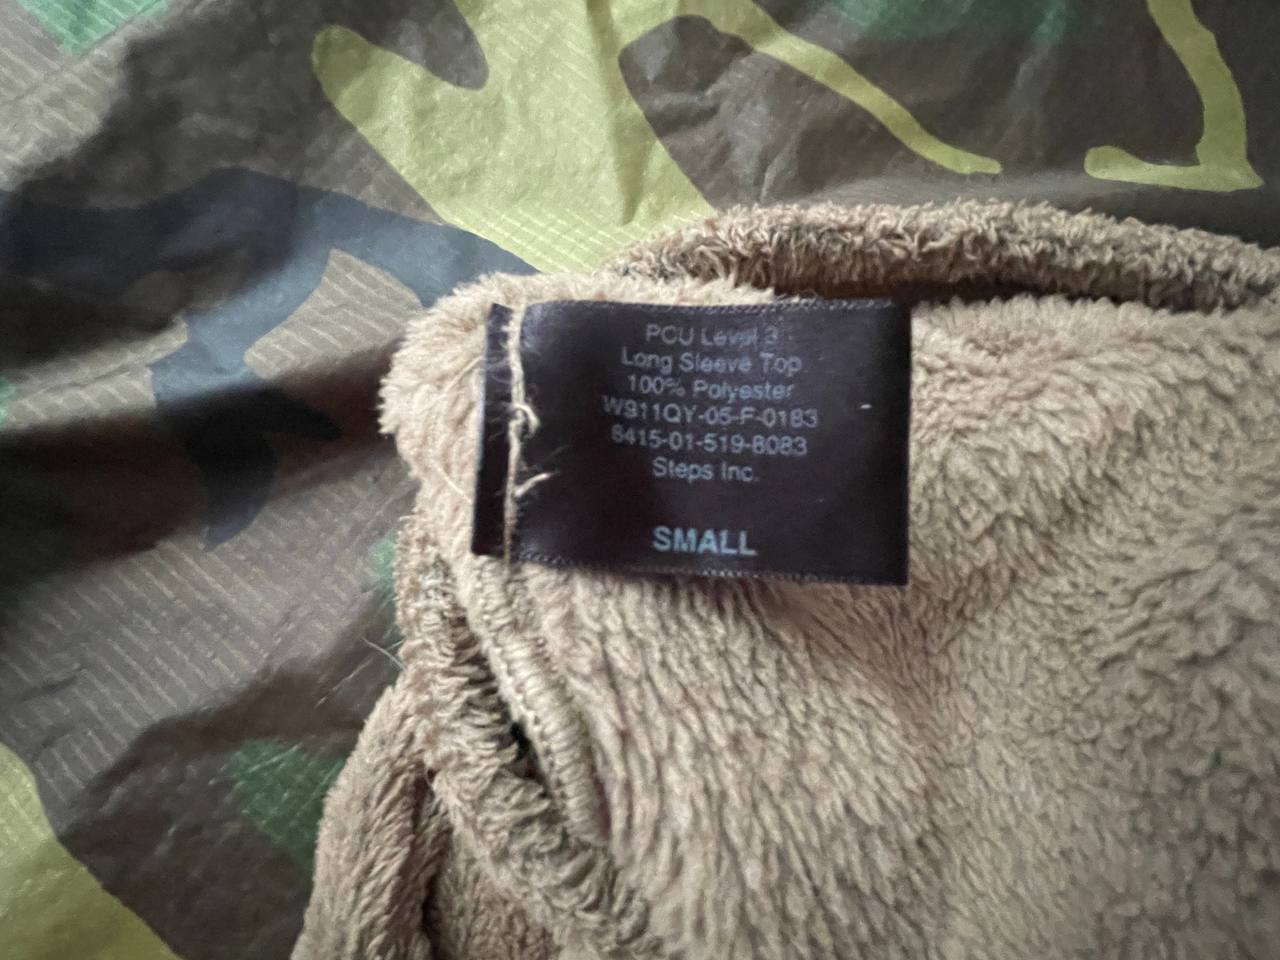 PCU Level 3
Long Sleeve Top
100% Polyester
W911QY-05-F-0183
8415-01-519-8083
Steps Inc.
SMALL